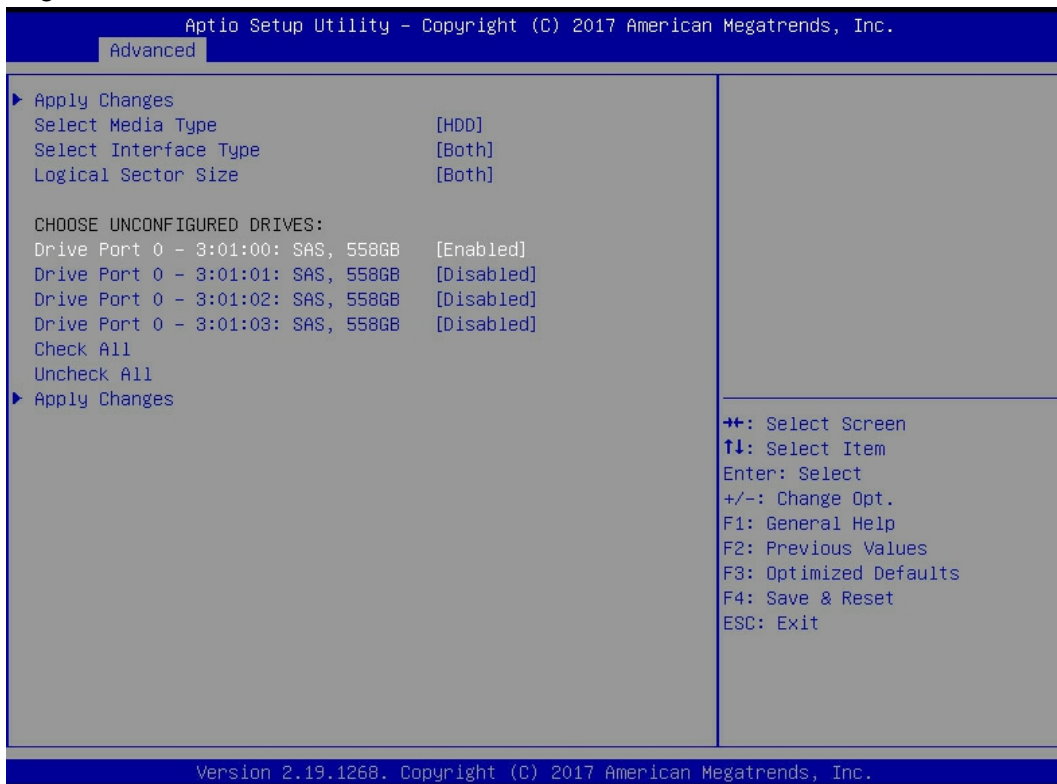 Aptio Setup Utility – Copyright (C) 2017 American Megatrends, Inc.
Advanced
▶ Apply Changes
Select Media Type [HDD]
Select Interface Type [Both]
Logical Sector Size [Both]
CHOOSE UNCONFIGURED DRIVES:
Drive Port 0 – 3:01:00: SAS, 558GB [Enabled]
Drive Port 0 – 3:01:01: SAS, 558GB [Disabled]
Drive Port 0 – 3:01:02: SAS, 558GB [Disabled]
Drive Port 0 – 3:01:03: SAS, 558GB [Disabled]
Check All
Uncheck All
▶ Apply Changes
→←: Select Screen
↑↓: Select Item
Enter: Select
+/-: Change Opt.
F1: General Help
F2: Previous Values
F3: Optimized Defaults
F4: Save & Reset
ESC: Exit
Version 2.19.1268. Copyright (C) 2017 American Megatrends, Inc.